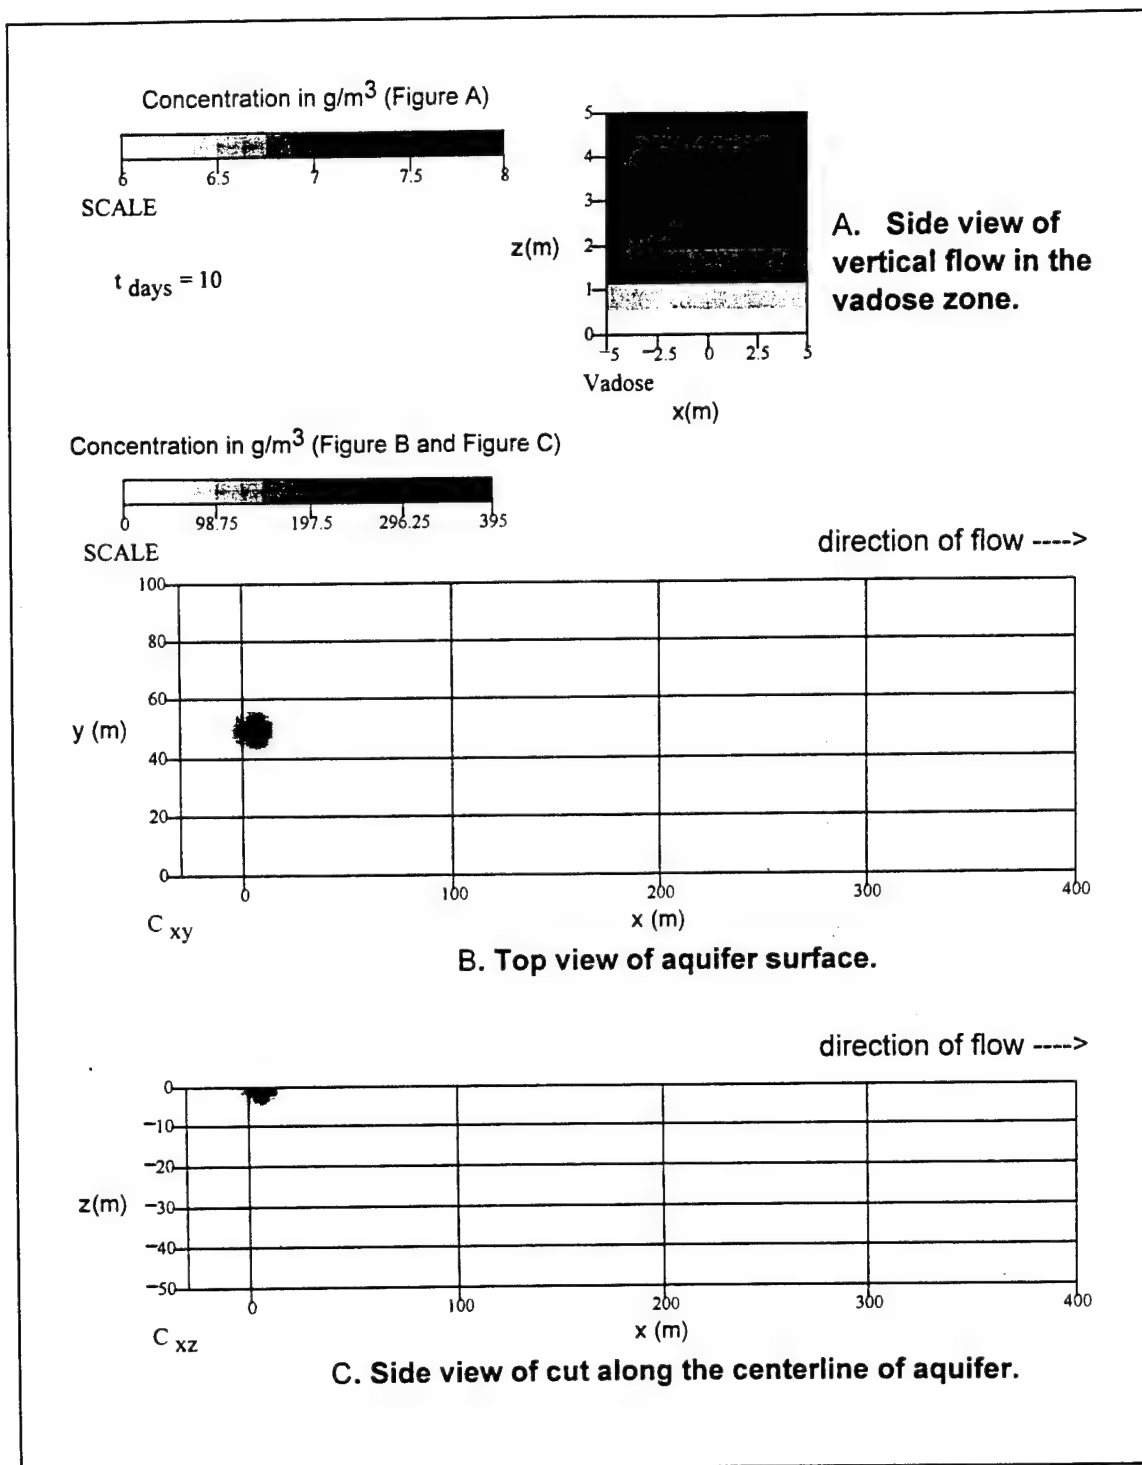 Concentration in g/m3 (Figure A)
6 6.5 7 7.5 8
SCALE
t days = 10
5
4
3
z(m) 2
1
0
−5 −2.5 0 2.5 5
Vadose
x(m)
A. Side view of
vertical flow in the
vadose zone.
Concentration in g/m3 (Figure B and Figure C)
0 98.75 197.5 296.25 395
SCALE
direction of flow ---->
100
80
60
y (m)
40
20
0
0 100 200 300 400
C xy
x (m)
B. Top view of aquifer surface.
direction of flow ---->
0
−10
−20
z(m) −30
−40
−50
0 100 200 300 400
C xz
x (m)
C. Side view of cut along the centerline of aquifer.